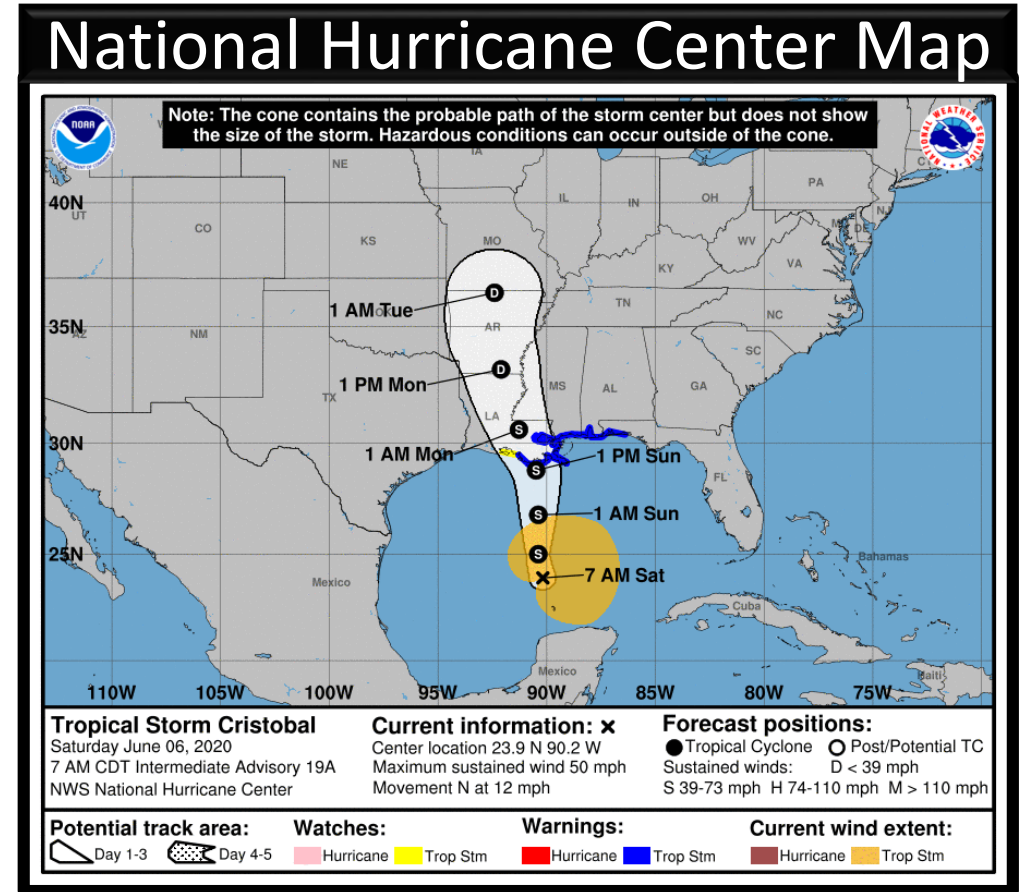 National Hurricane Center Map
Note: The cone contains the probable path of the storm center but does not show
the size of the storm. Hazardous conditions can occur outside of the cone.
NOAA
NATIONAL WEATHER SERVICE
NE
IA
PA
CT
40N
UT
IL
IN
OH
NJ
CO
KS
MO
WV
DE
VA
KY
1 AM Tue
D
TN
NC
35N
AZ
NM
OK
AR
SC
1 PM Mon
D
MS
AL
GA
TX
LA
S
30N
1 AM Mon
1 PM Sun
S
FL
1 AM Sun
S
25N
S
Bahamas
7 AM Sat
Mexico
Cuba
Mexico
Haiti
110W 105W 100W 95W 90W 85W 80W 75W
Tropical Storm Cristobal
Saturday June 06, 2020
7 AM CDT Intermediate Advisory 19A
NWS National Hurricane Center
Current information: ×
Center location 23.9 N 90.2 W
Maximum sustained wind 50 mph
Movement N at 12 mph
Forecast positions:
Tropical Cyclone Post/Potential TC
Sustained winds: D < 39 mph
S 39-73 mph H 74-110 mph M > 110 mph
Potential track area:
Day 1-3 Day 4-5
Watches:
Hurricane Trop Stm
Warnings:
Hurricane Trop Stm
Current wind extent:
Hurricane Trop Stm